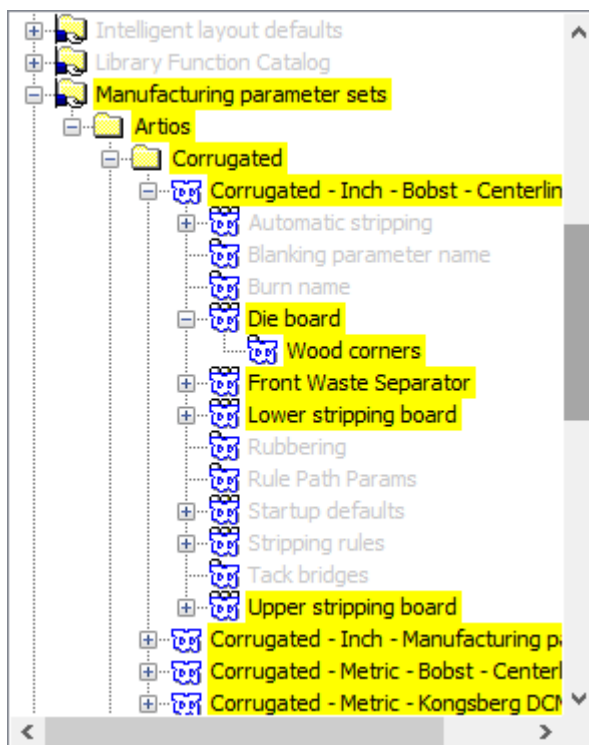 Intelligent layout defaults
Library Function Catalog
Manufacturing parameter sets
Artios
Corrugated
Corrugated - Inch - Bobst - Centerlin
Automatic stripping
Blanking parameter name
Burn name
Die board
Wood corners
Front Waste Separator
Lower stripping board
Rubbering
Rule Path Params
Startup defaults
Stripping rules
Tack bridges
Upper stripping board
Corrugated - Inch - Manufacturing pa
Corrugated - Metric - Bobst - Centerl
Corrugated - Metric - Kongsberg DCM